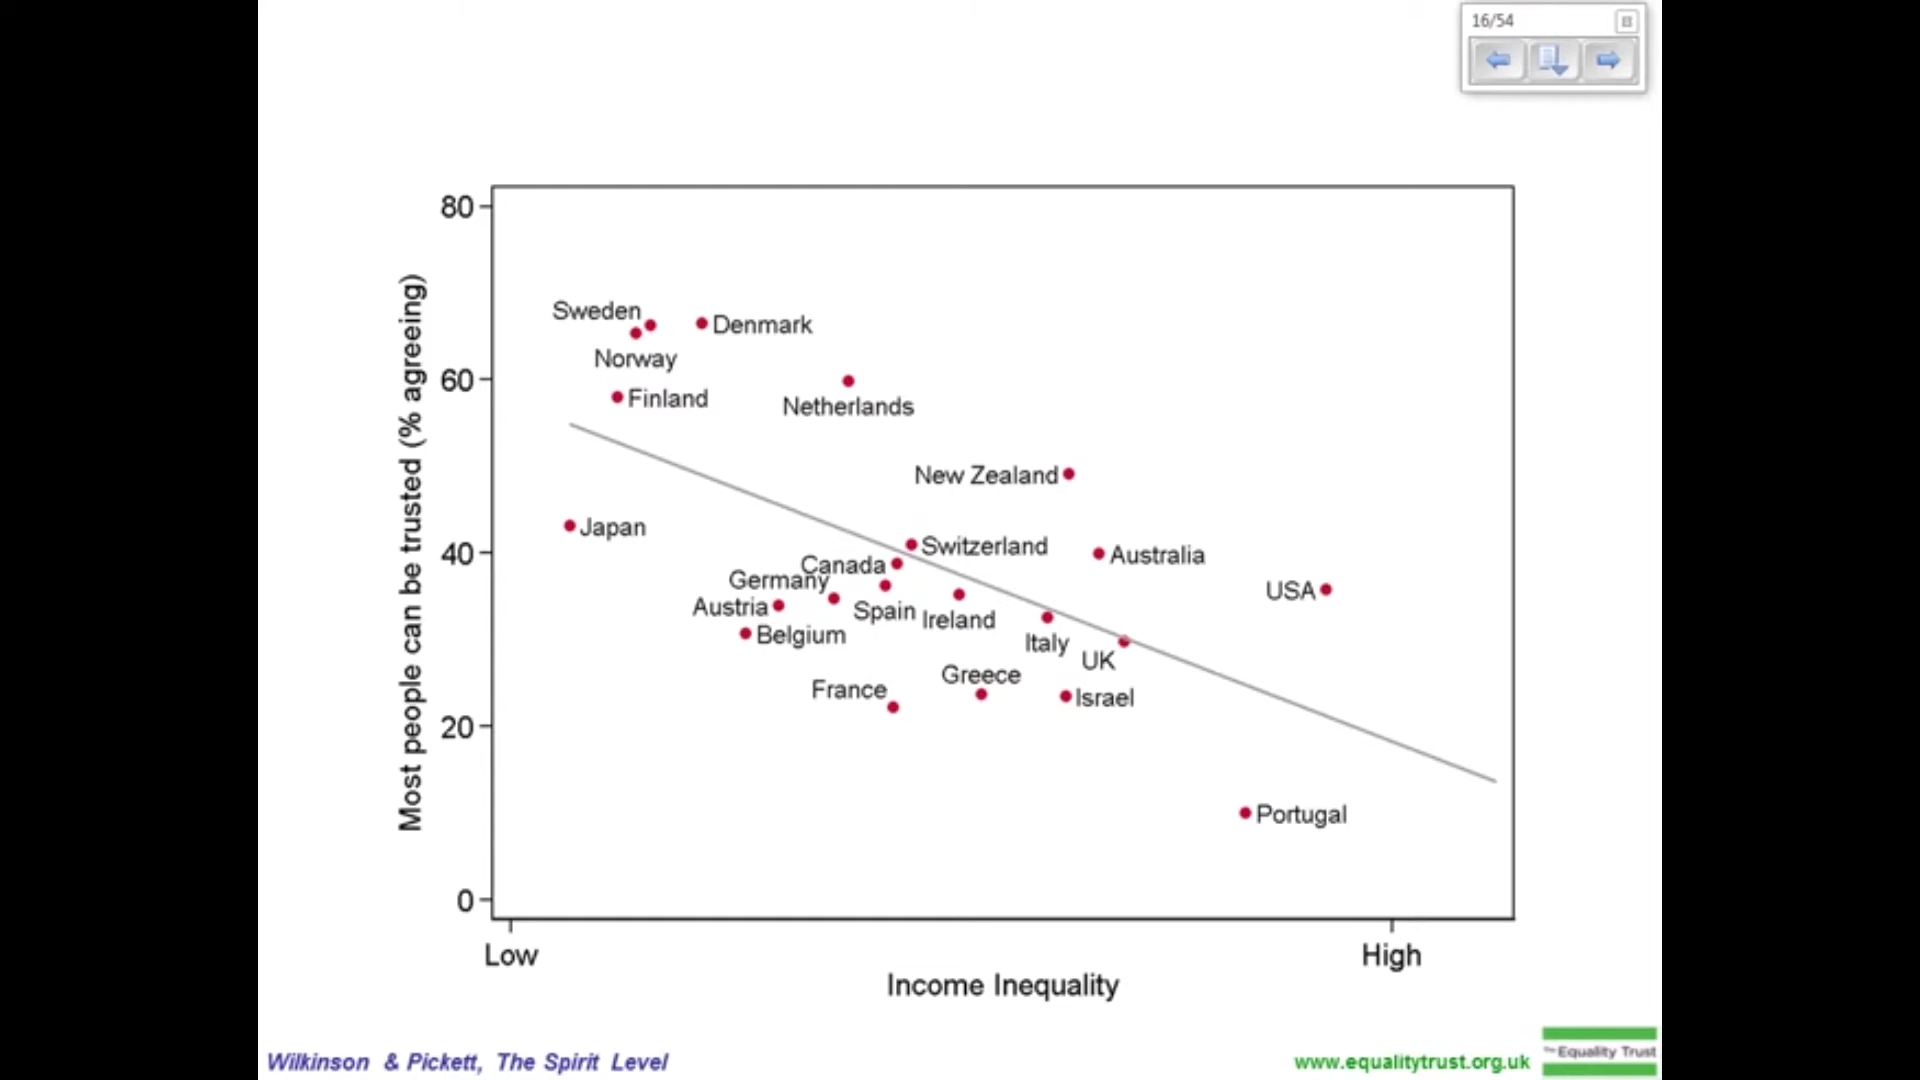 16/54
80
60
40
20
0
Most people can be trusted (% agreeing)
Sweden
Denmark
Norway
Finland
Netherlands
New Zealand
Japan
Switzerland
Australia
Canada
Germany
USA
Austria
Spain
Ireland
Belgium
Italy
UK
Greece
France
Israel
Portugal
Low
High
Income Inequality
Wilkinson & Pickett, The Spirit Level
www.equalitytrust.org.uk
The Equality Trust